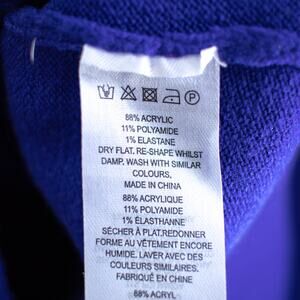 88% ACRYLIC
11% POLYAMIDE
1% ELASTANE
DRY FLAT. RE-SHAPE WHILST
DAMP, WASH WITH SIMILAR
COLOURS.
MADE IN CHINA
88% ACRYLIQUE
11% POLYAMIDE
1% ÉLASTHANNE
SÉCHER À PLAT.REDONNER
FORME AU VÊTEMENT ENCORE
HUMIDE. LAVER AVEC DES
COULEURS SIMILAIRES.
FABRIQUÉ EN CHINE
88% ACRYL